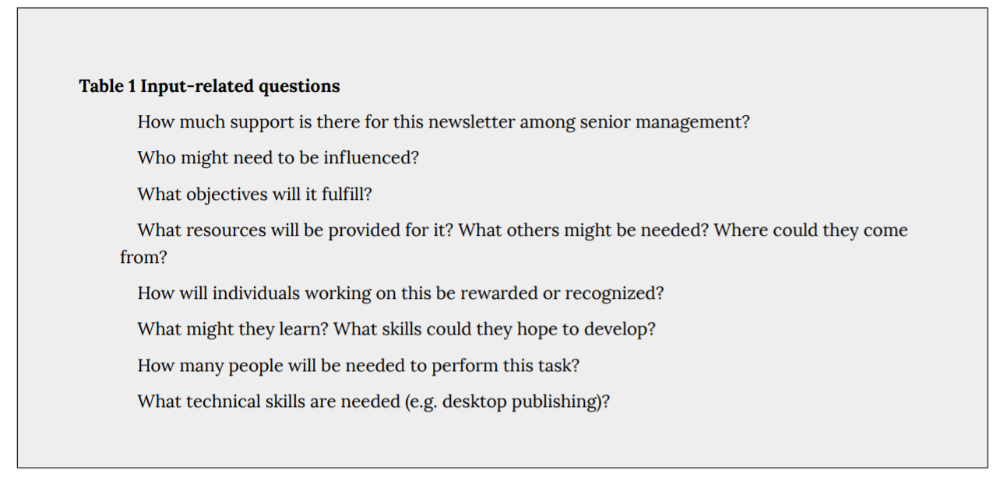 Table 1 Input-related questions
How much support is there for this newsletter among senior management?
Who might need to be influenced?
What objectives will it fulfill?
What resources will be provided for it? What others might be needed? Where could they come
from?
How will individuals working on this be rewarded or recognized?
What might they learn? What skills could they hope to develop?
How many people will be needed to perform this task?
What technical skills are needed (e.g. desktop publishing)?